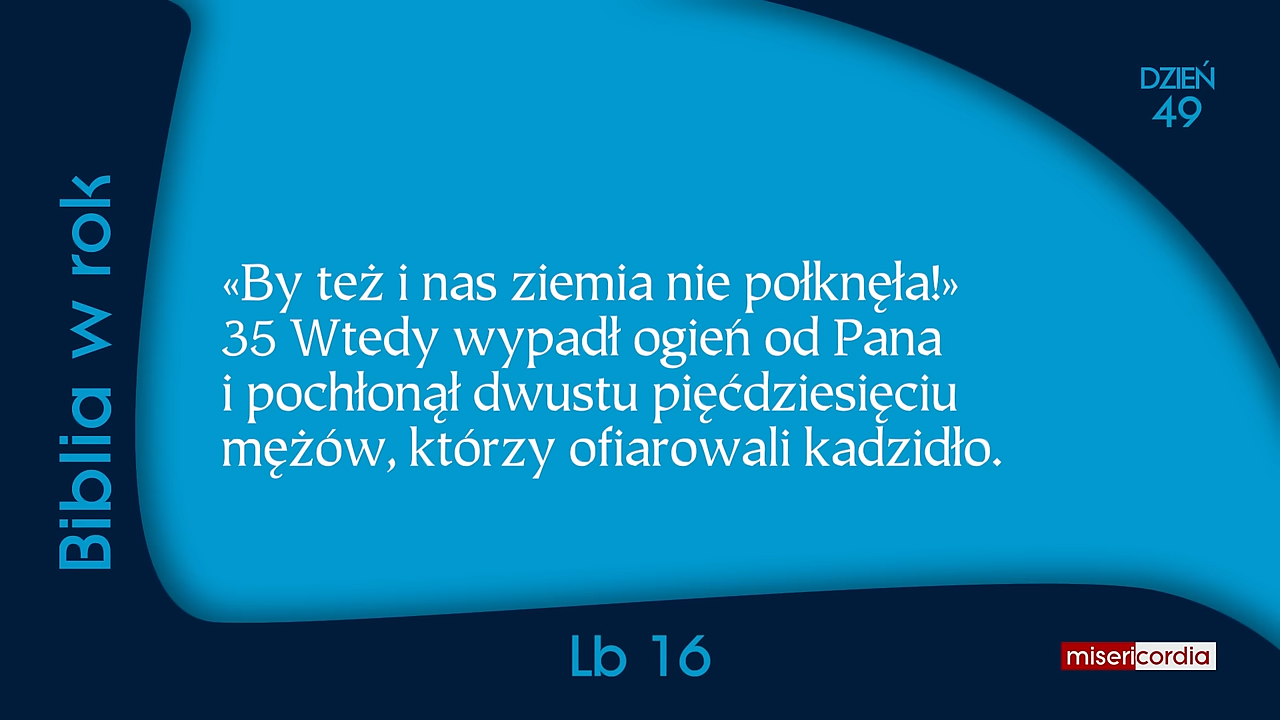 DZIEŃ
49
Biblia w rok
«By też i nas ziemia nie połknęła!»
35 Wtedy wypadł ogień od Pana
i pochłonął dwustu pięćdziesięciu
mężów, którzy ofiarowali kadzidło.
Lb 16
misericordia